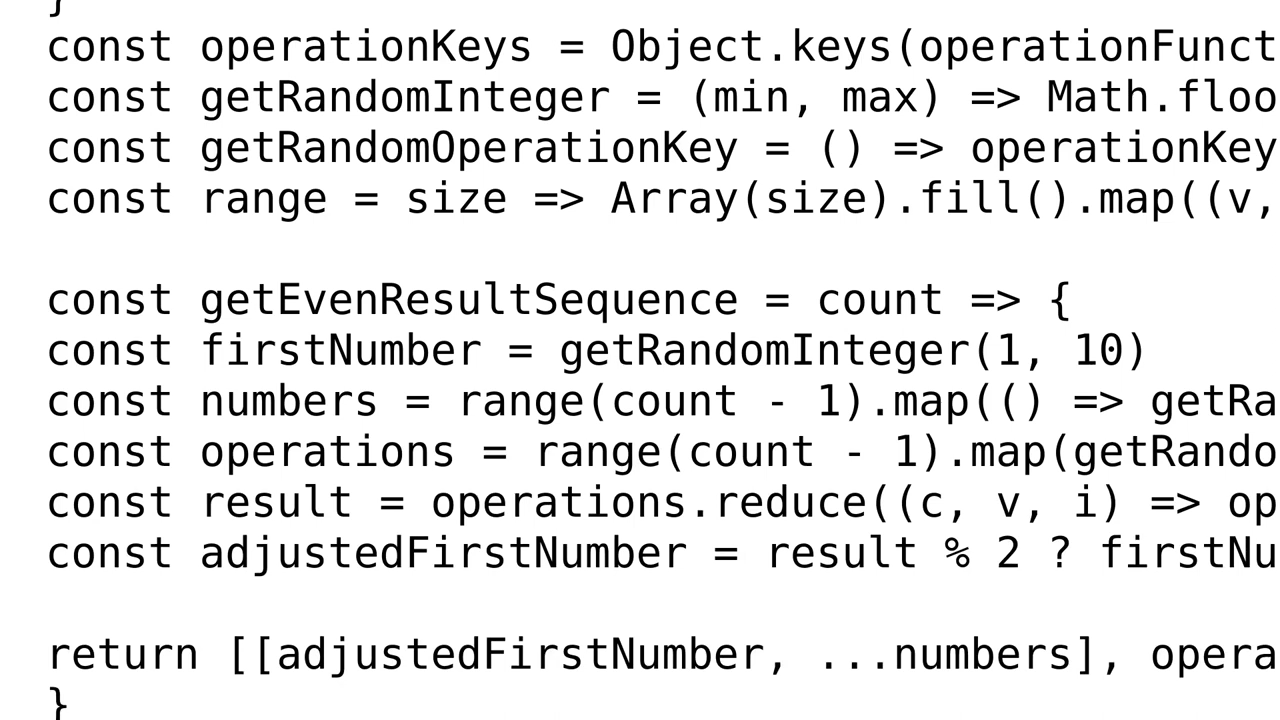 }
const operationKeys = Object.keys(operationFunct
const getRandomInteger = (min, max) => Math.floo
const getRandomOperationKey = () => operationKey
const range = size => Array(size).fill().map((v,
const getEvenResultSequence = count => {
const firstNumber = getRandomInteger(1, 10)
const numbers = range(count - 1).map(() => getRa
const operations = range(count - 1).map(getRando
const result = operations.reduce((c, v, i) => op
const adjustedFirstNumber = result % 2 ? firstNu
return [[adjustedFirstNumber, ...numbers], opera
}